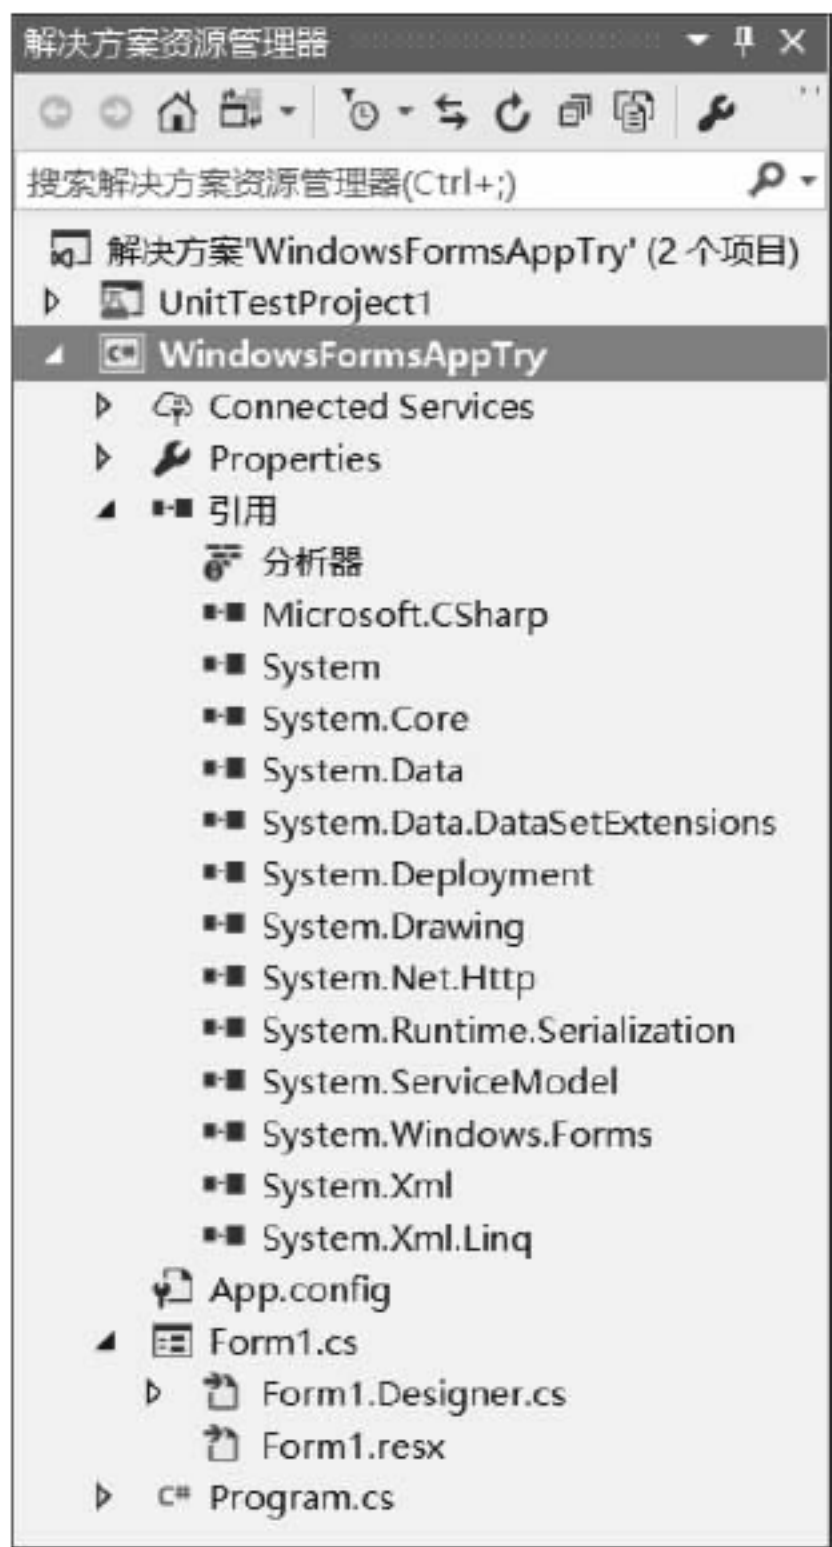 解决方案资源管理器
搜索解决方案资源管理器(Ctrl+;)
解决方案'WindowsFormsAppTry' (2 个项目)
UnitTestProject1
C# WindowsFormsAppTry
Connected Services
Properties
引用
分析器
Microsoft.CSharp
System
System.Core
System.Data
System.Data.DataSetExtensions
System.Deployment
System.Drawing
System.Net.Http
System.Runtime.Serialization
System.ServiceModel
System.Windows.Forms
System.Xml
System.Xml.Linq
App.config
Form1.cs
Form1.Designer.cs
Form1.resx
C# Program.cs